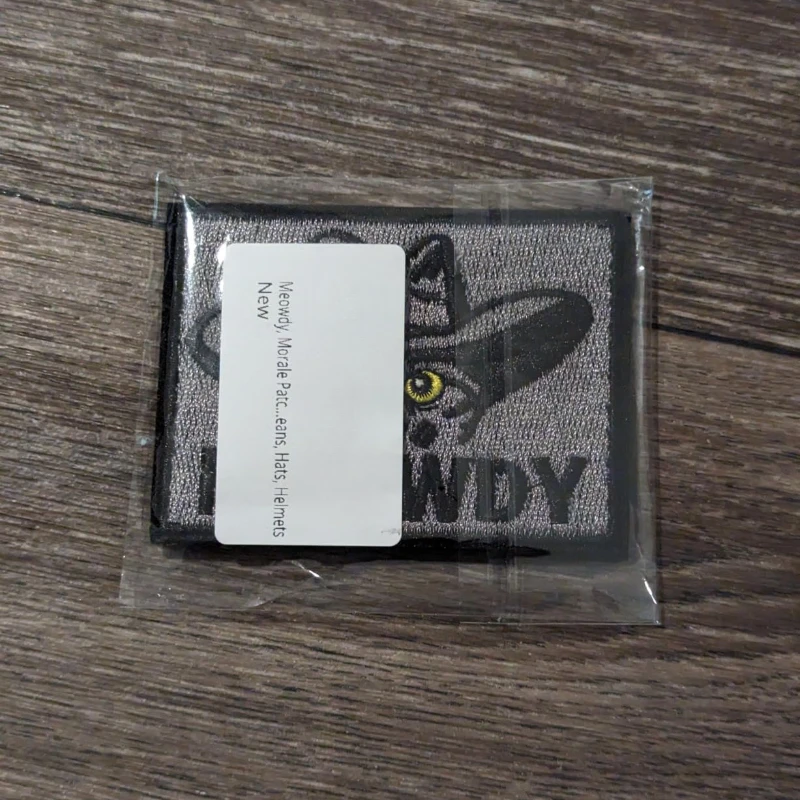 Meowdy, Morale Patc...eans, Hats, Helmets
New
WDY